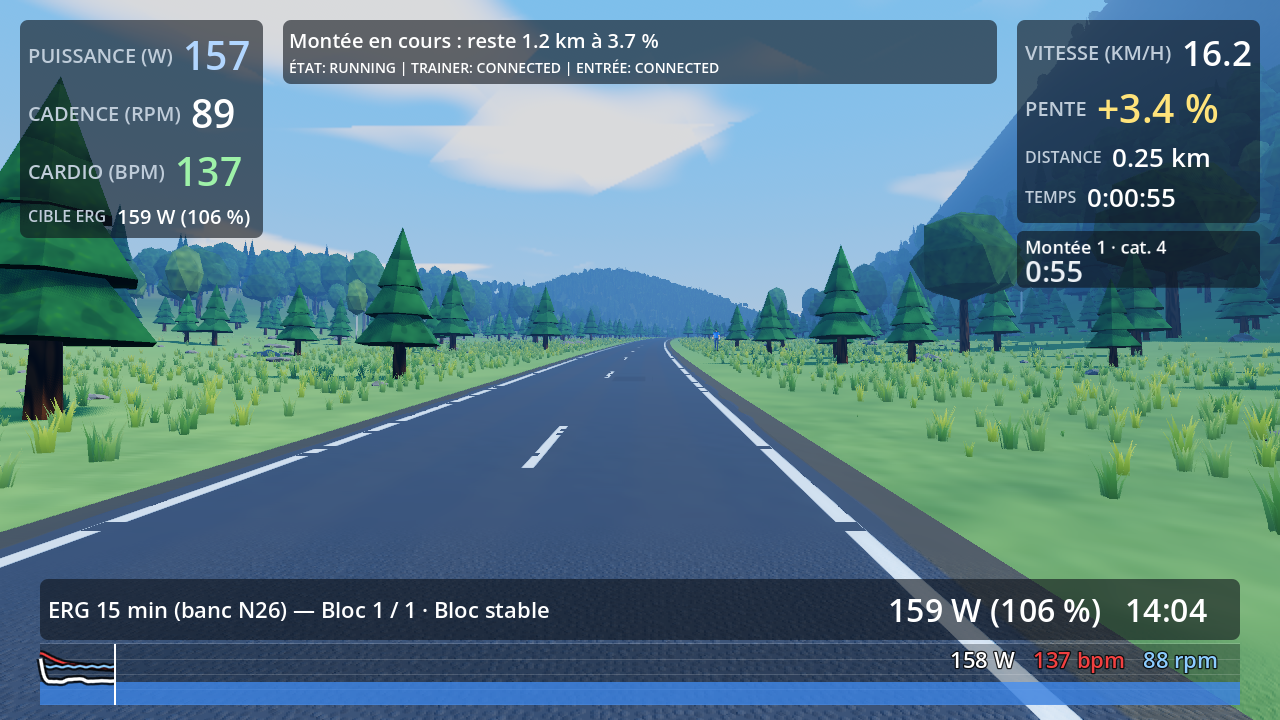 PUISSANCE (W) 157
CADENCE (RPM) 89
CARDIO (BPM) 137
CIBLE ERG 159 W (106 %)
Montée en cours : reste 1.2 km à 3.7 %
ÉTAT: RUNNING | TRAINER: CONNECTED | ENTRÉE: CONNECTED
VITESSE (KM/H) 16.2
PENTE +3.4 %
DISTANCE 0.25 km
TEMPS 0:00:55
Montée 1 · cat. 4
0:55
ERG 15 min (banc N26) — Bloc 1 / 1 · Bloc stable 159 W (106 %) 14:04
158 W 137 bpm 88 rpm